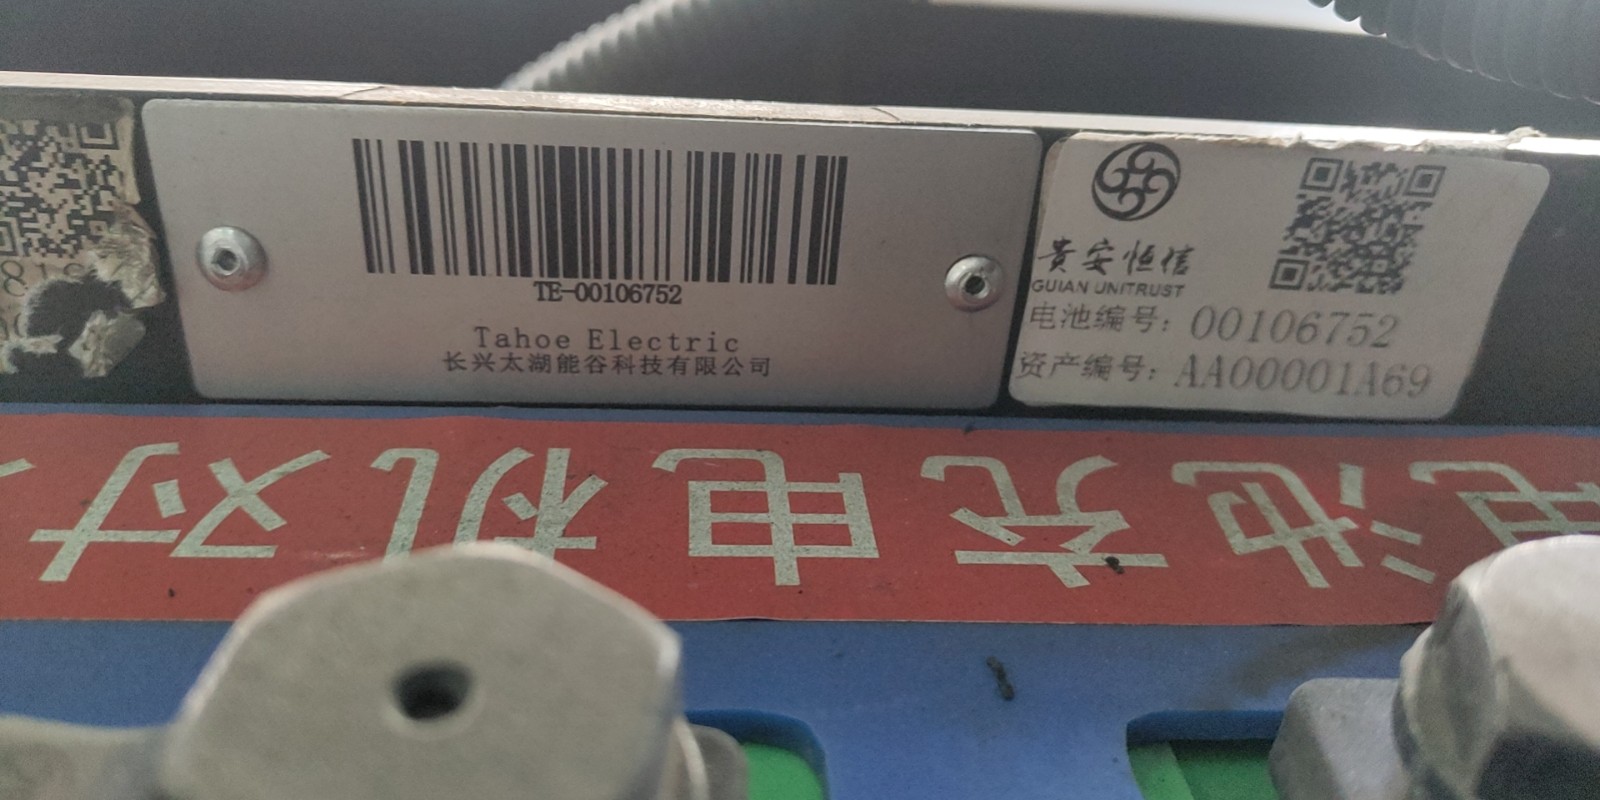 TE-00106752
Tahoe Electric
长兴太湖能谷科技有限公司
贵安恒信
GUIAN UNITRUST
电池编号：00106752
资产编号：AA00001A69
电池充电机对